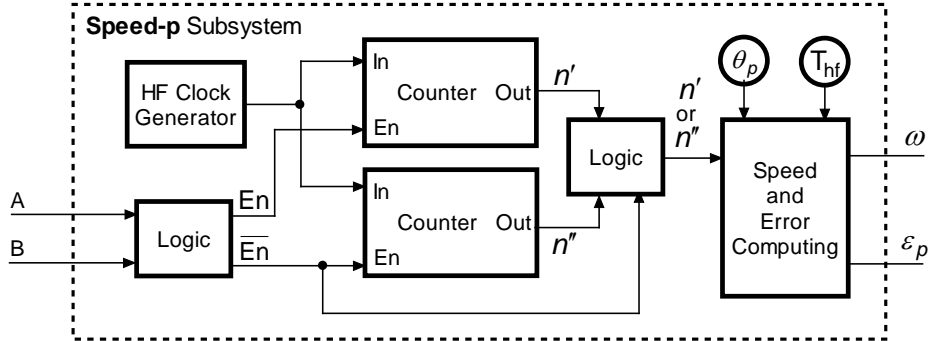 Speed-p Subsystem
HF Clock
Generator
In
Counter
Out
En
n′
In
Counter
Out
En
n″
A
B
Logic
En
E̅n̅
Logic
n′
or
n″
θp
Thf
Speed
and
Error
Computing
ω
εp